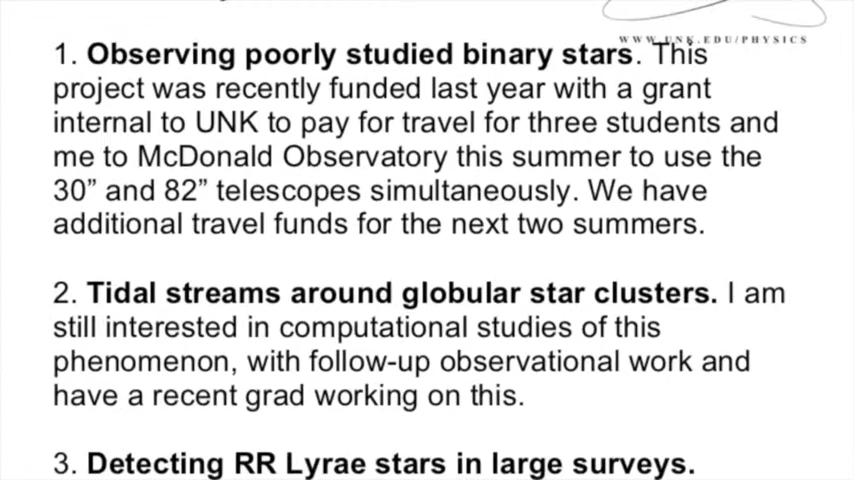 WWW.UNK.EDU/PHYSICS
1. Observing poorly studied binary stars. This
project was recently funded last year with a grant
internal to UNK to pay for travel for three students and
me to McDonald Observatory this summer to use the
30” and 82” telescopes simultaneously. We have
additional travel funds for the next two summers.
2. Tidal streams around globular star clusters. I am
still interested in computational studies of this
phenomenon, with follow-up observational work and
have a recent grad working on this.
3. Detecting RR Lyrae stars in large surveys.